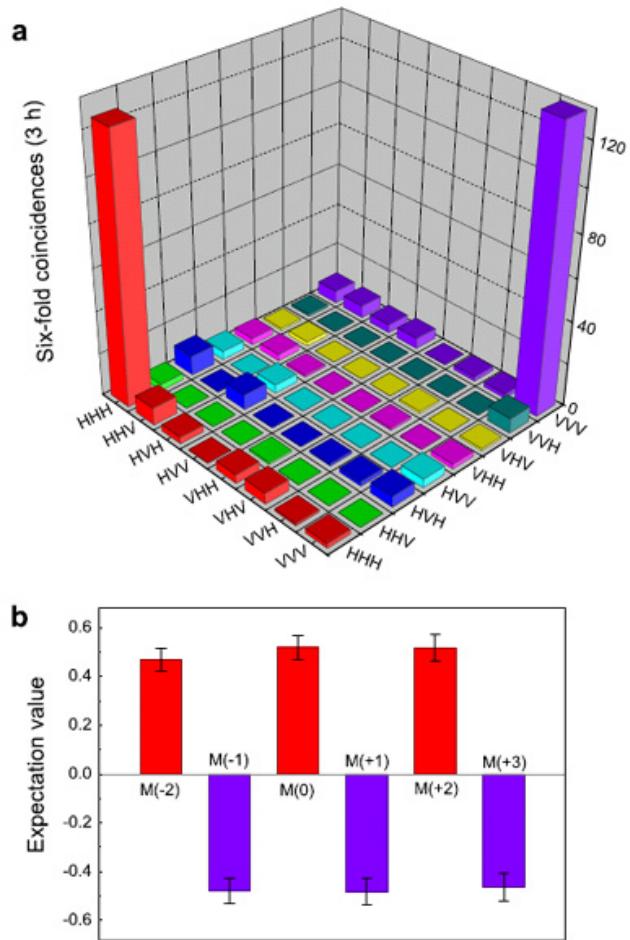 a
Six-fold coincidences (3 h)
120
80
40
0
HHH
HHV
HVH
HVV
VHH
VHV
VVH
VVV
VVV
VVH
VHV
VHH
HVV
HVH
HHV
HHH
b
Expectation value
0.6
0.4
0.2
0.0
-0.2
-0.4
-0.6
M(-1) M(+1) M(+3)
M(-2) M(0) M(+2)